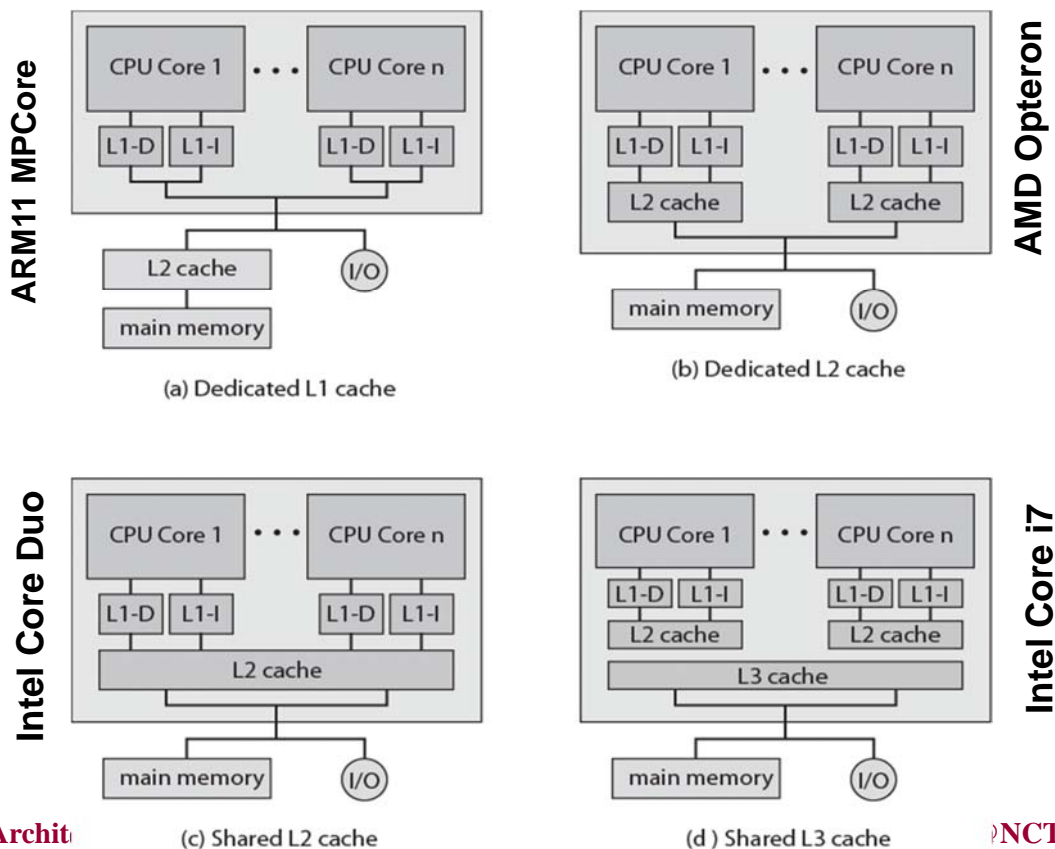 ARM11 MPCore
CPU Core 1
• • •
CPU Core n
L1-D
L1-I
L1-D
L1-I
L2 cache
I/O
main memory
(a) Dedicated L1 cache
AMD Opteron
CPU Core 1
• • •
CPU Core n
L1-D
L1-I
L1-D
L1-I
L2 cache
L2 cache
main memory
I/O
(b) Dedicated L2 cache
Intel Core Duo
CPU Core 1
• • •
CPU Core n
L1-D
L1-I
L1-D
L1-I
L2 cache
main memory
I/O
(c) Shared L2 cache
Intel Core i7
CPU Core 1
• • •
CPU Core n
L1-D
L1-I
L1-D
L1-I
L2 cache
L2 cache
L3 cache
main memory
I/O
(d ) Shared L3 cache